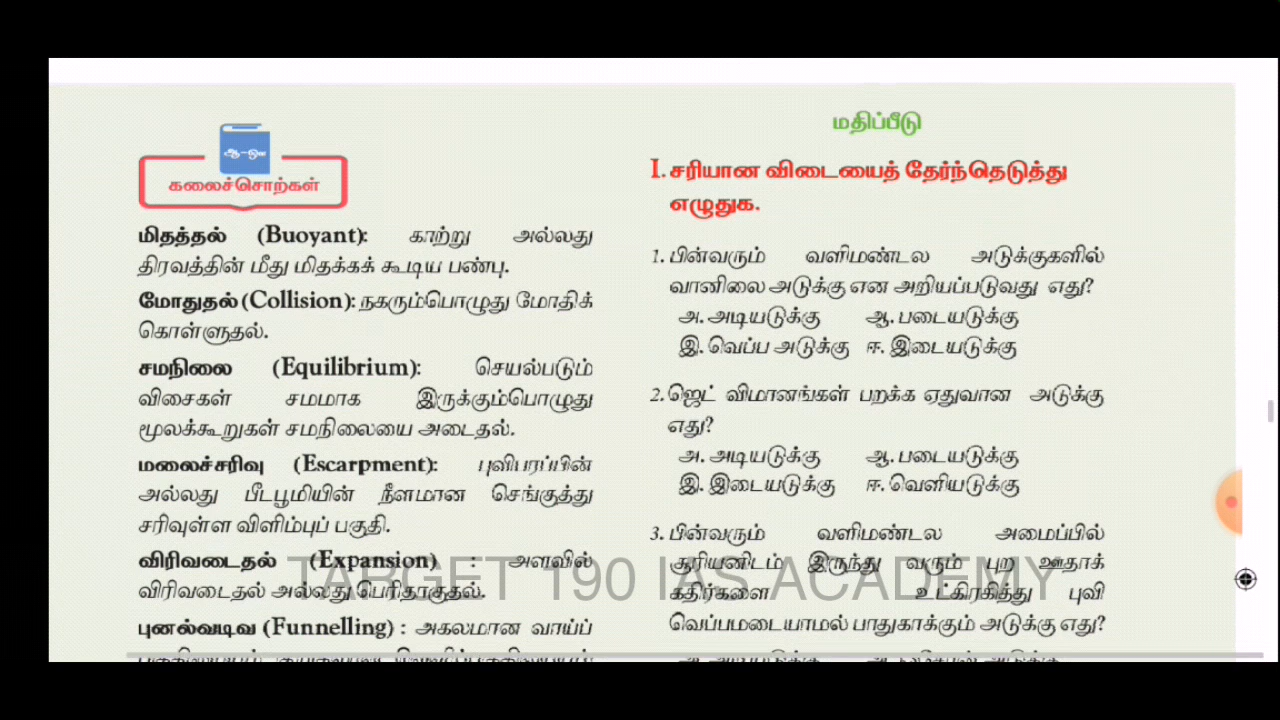 ஆ-ஔ
கலைச்சொற்கள்
மிதத்தல் (Buoyant): காற்று அல்லது
திரவத்தின் மீது மிதக்கக் கூடிய பண்பு.
மோதுதல் (Collision): நகரும்பொழுது மோதிக்
கொள்ளுதல்.
சமநிலை (Equilibrium): செயல்படும்
விசைகள் சமமாக இருக்கும்பொழுது
மூலக்கூறுகள் சமநிலையை அடைதல்.
மலைச்சரிவு (Escarpment): புவிபரப்பின்
அல்லது பீடபூமியின் நீளமான செங்குத்து
சரிவுள்ள விளிம்புப் பகுதி.
விரிவடைதல் (Expansion) : அளவில்
விரிவடைதல் அல்லது பெரிதாகுதல்.
புனல்வடிவ (Funnelling) : அகலமான வாய்ப்
மதிப்பீடு
I. சரியான விடையைத் தேர்ந்தெடுத்து
எழுதுக.
1. பின்வரும் வளிமண்டல அடுக்குகளில்
வானிலை அடுக்கு என அறியப்படுவது எது?
அ. அடியடுக்கு ஆ. படையடுக்கு
இ. வெப்ப அடுக்கு ஈ. இடையடுக்கு
2. ஜெட் விமானங்கள் பறக்க ஏதுவான அடுக்கு
எது?
அ. அடியடுக்கு ஆ. படையடுக்கு
இ. இடையடுக்கு ஈ. வெளியடுக்கு
3. பின்வரும் வளிமண்டல அமைப்பில்
சூரியனிடம் இருந்து வரும் புற ஊதாக்
கதிர்களை உட்கிரகித்து புவி
வெப்பமடையாமல் பாதுகாக்கும் அடுக்கு எது?
TARGET 190 IAS ACADEMY